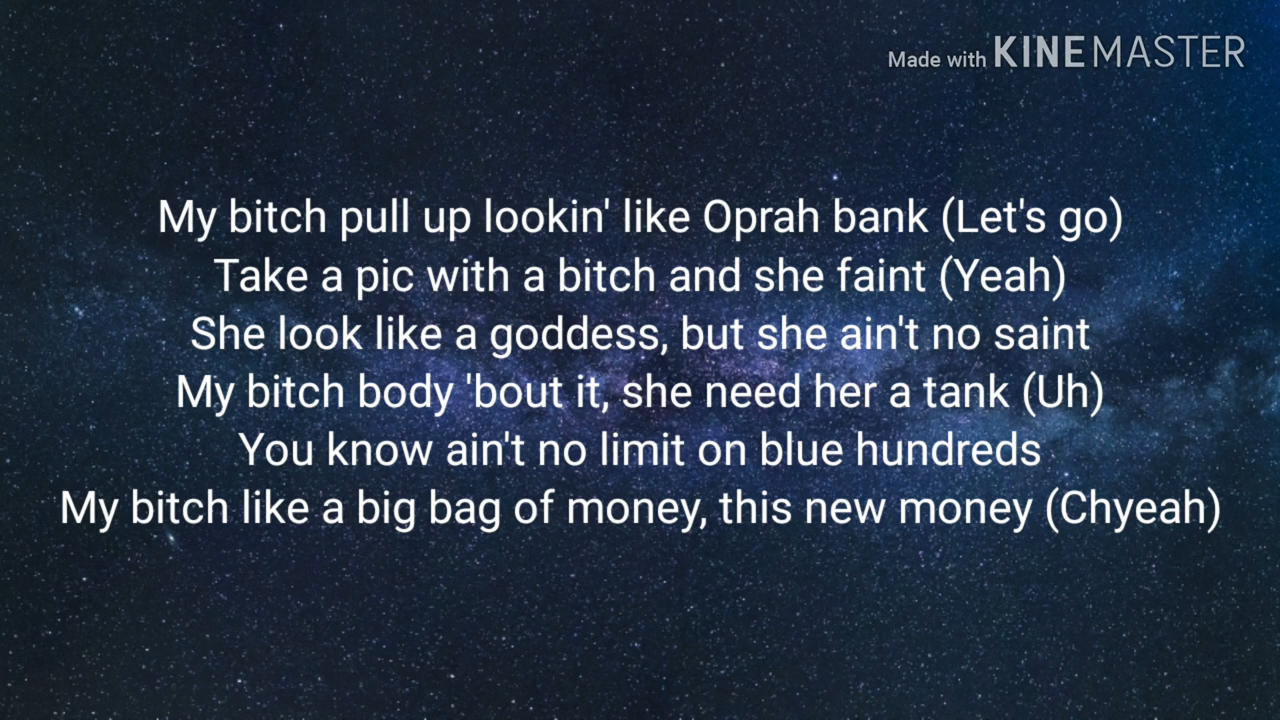 Made with KINEMASTER
My bitch pull up lookin' like Oprah bank (Let's go)
Take a pic with a bitch and she faint (Yeah)
She look like a goddess, but she ain't no saint
My bitch body 'bout it, she need her a tank (Uh)
You know ain't no limit on blue hundreds
My bitch like a big bag of money, this new money (Chyeah)